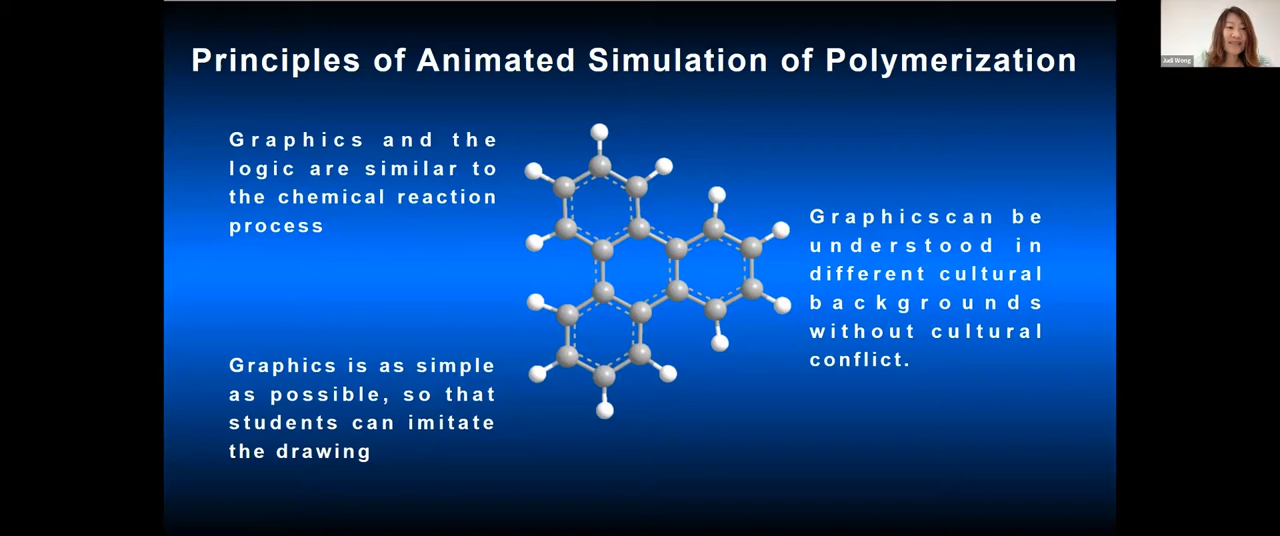 Principles of Animated Simulation of Polymerization
Judi Wong
Graphics and the
logic are similar to
the chemical reaction
process
Graphicscan be
understood in
different cultural
backgrounds
without cultural
conflict.
Graphics is as simple
as possible, so that
students can imitate
the drawing